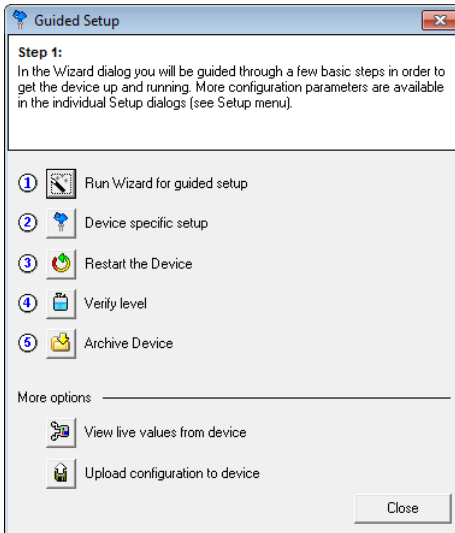 Guided Setup
Step 1:
In the Wizard dialog you will be guided through a few basic steps in order to
get the device up and running. More configuration parameters are available
in the individual Setup dialogs (see Setup menu).
1 Run Wizard for guided setup
2 Device specific setup
3 Restart the Device
4 Verify level
5 Archive Device
More options
View live values from device
Upload configuration to device
Close